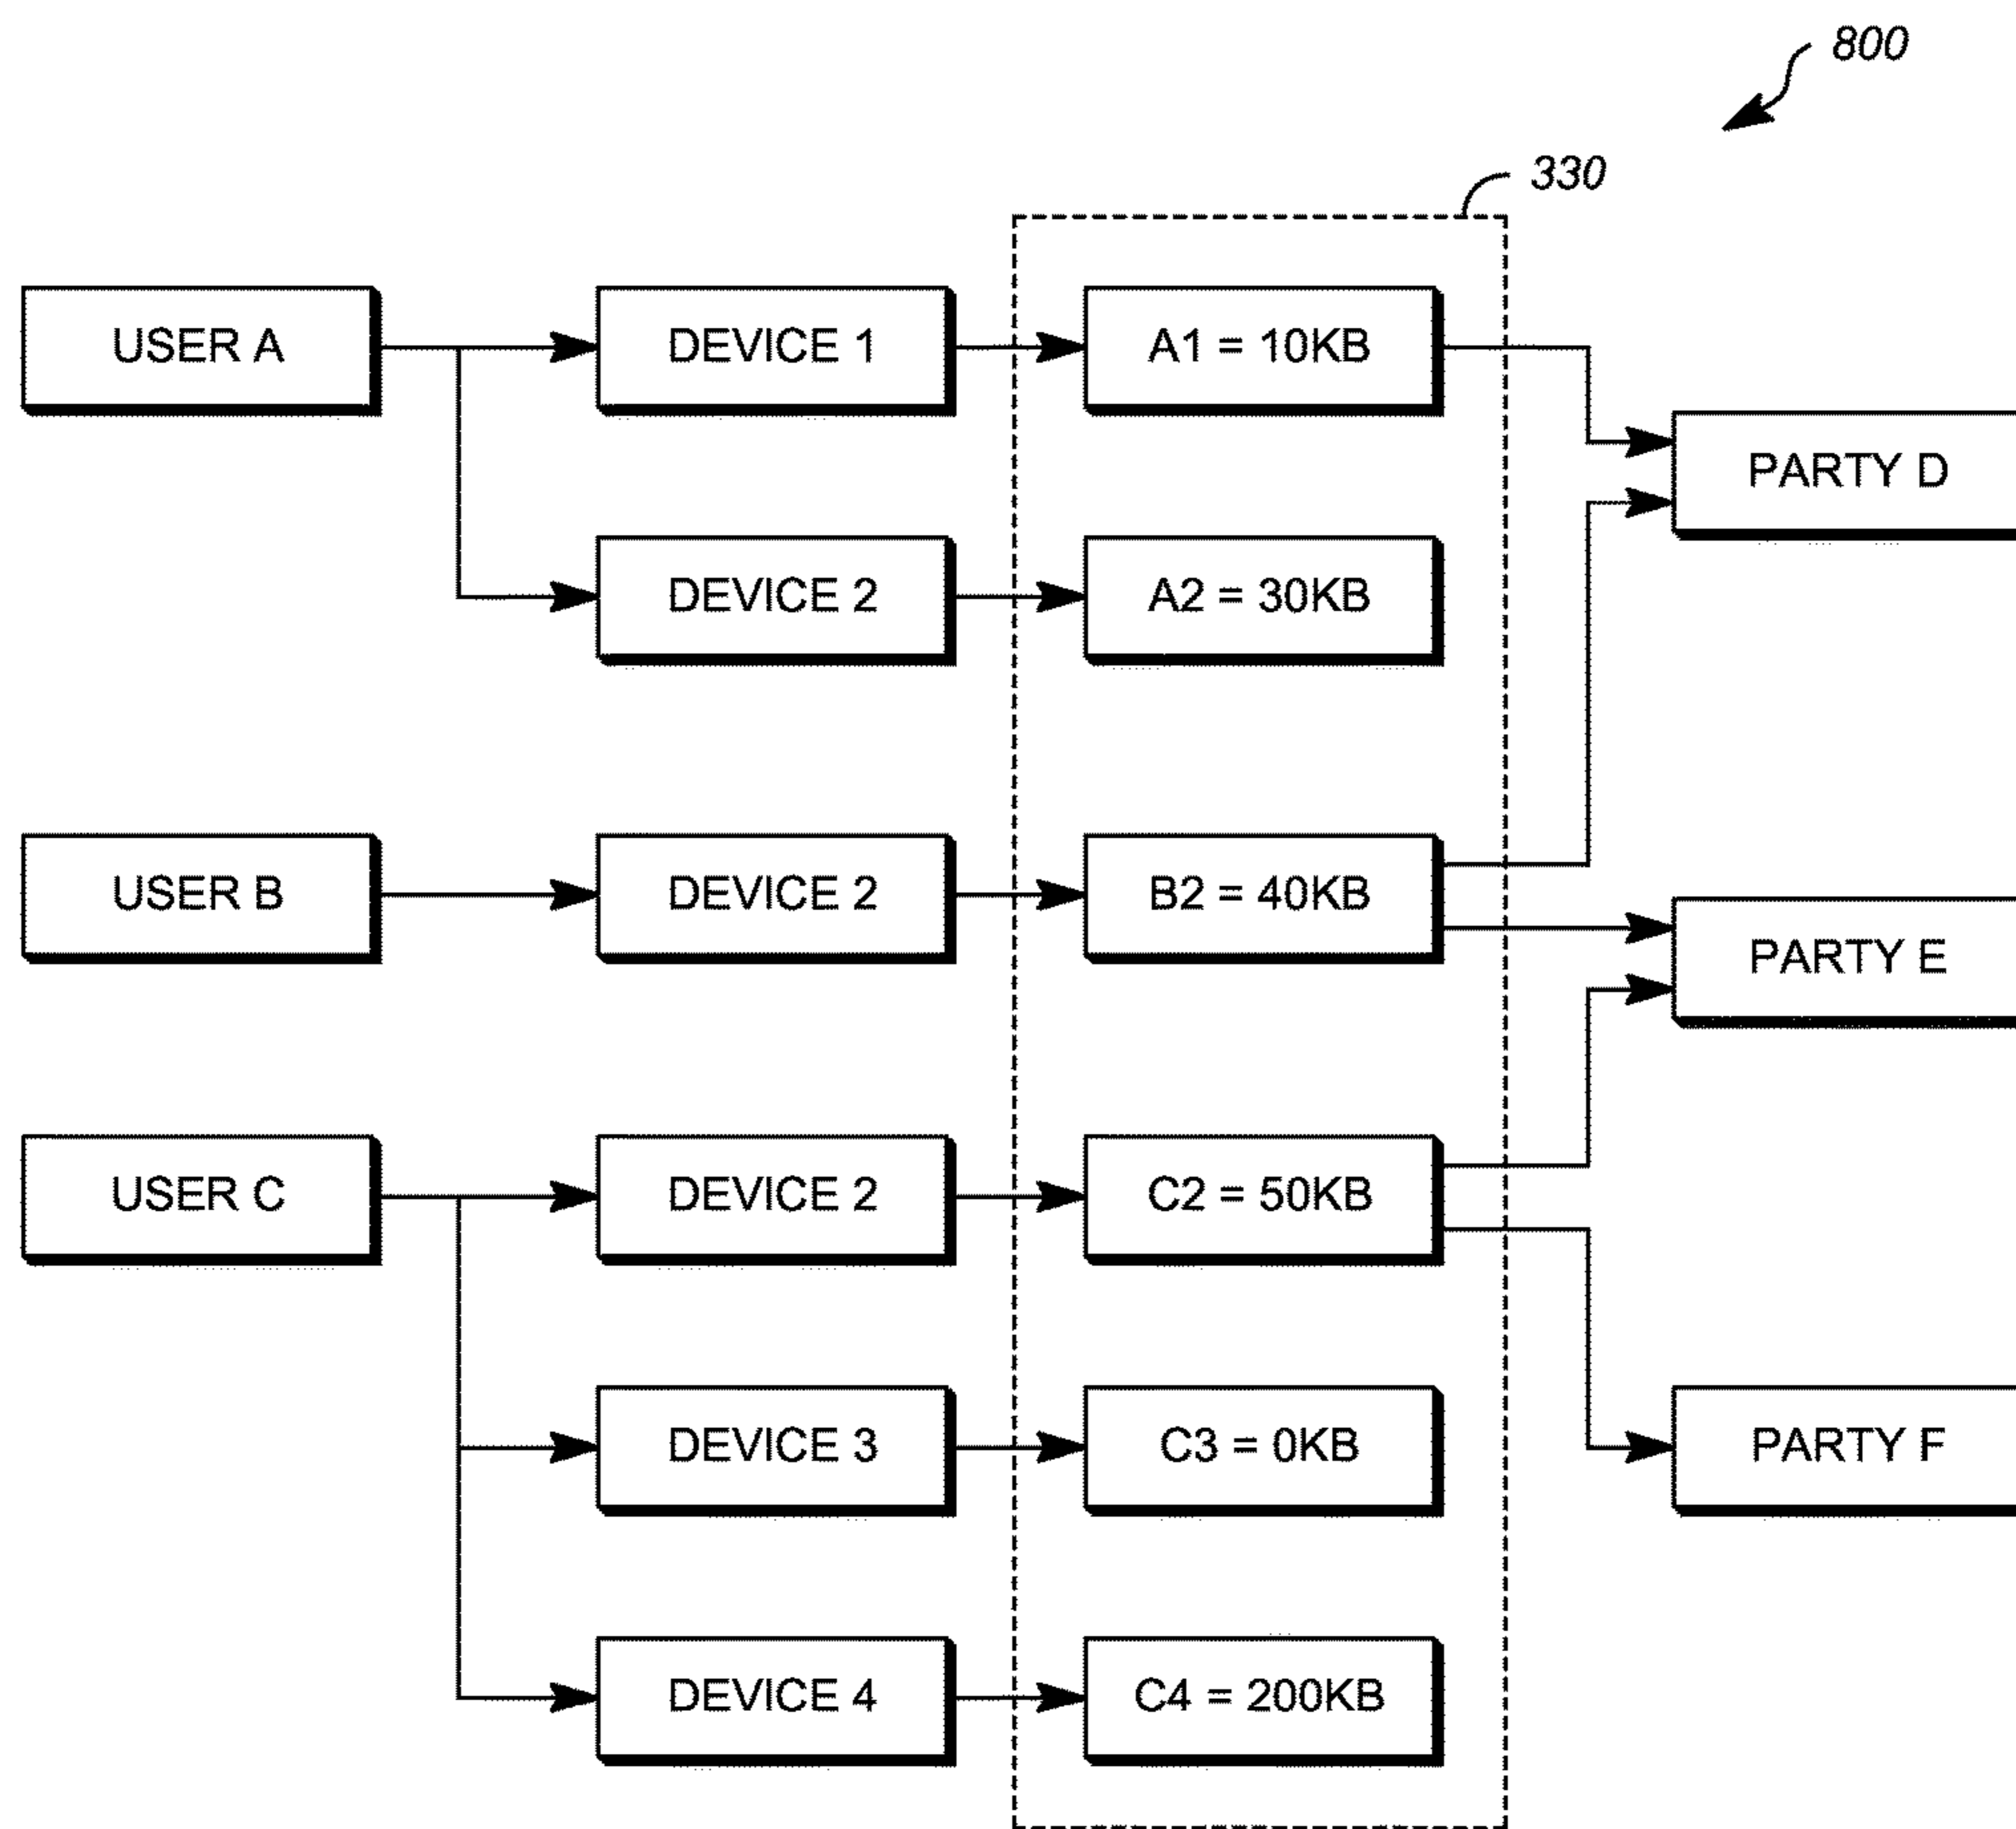 800
330
USER A
DEVICE 1
A1 = 10KB
PARTY D
DEVICE 2
A2 = 30KB
USER B
DEVICE 2
B2 = 40KB
PARTY E
USER C
DEVICE 2
C2 = 50KB
DEVICE 3
C3 = 0KB
PARTY F
DEVICE 4
C4 = 200KB